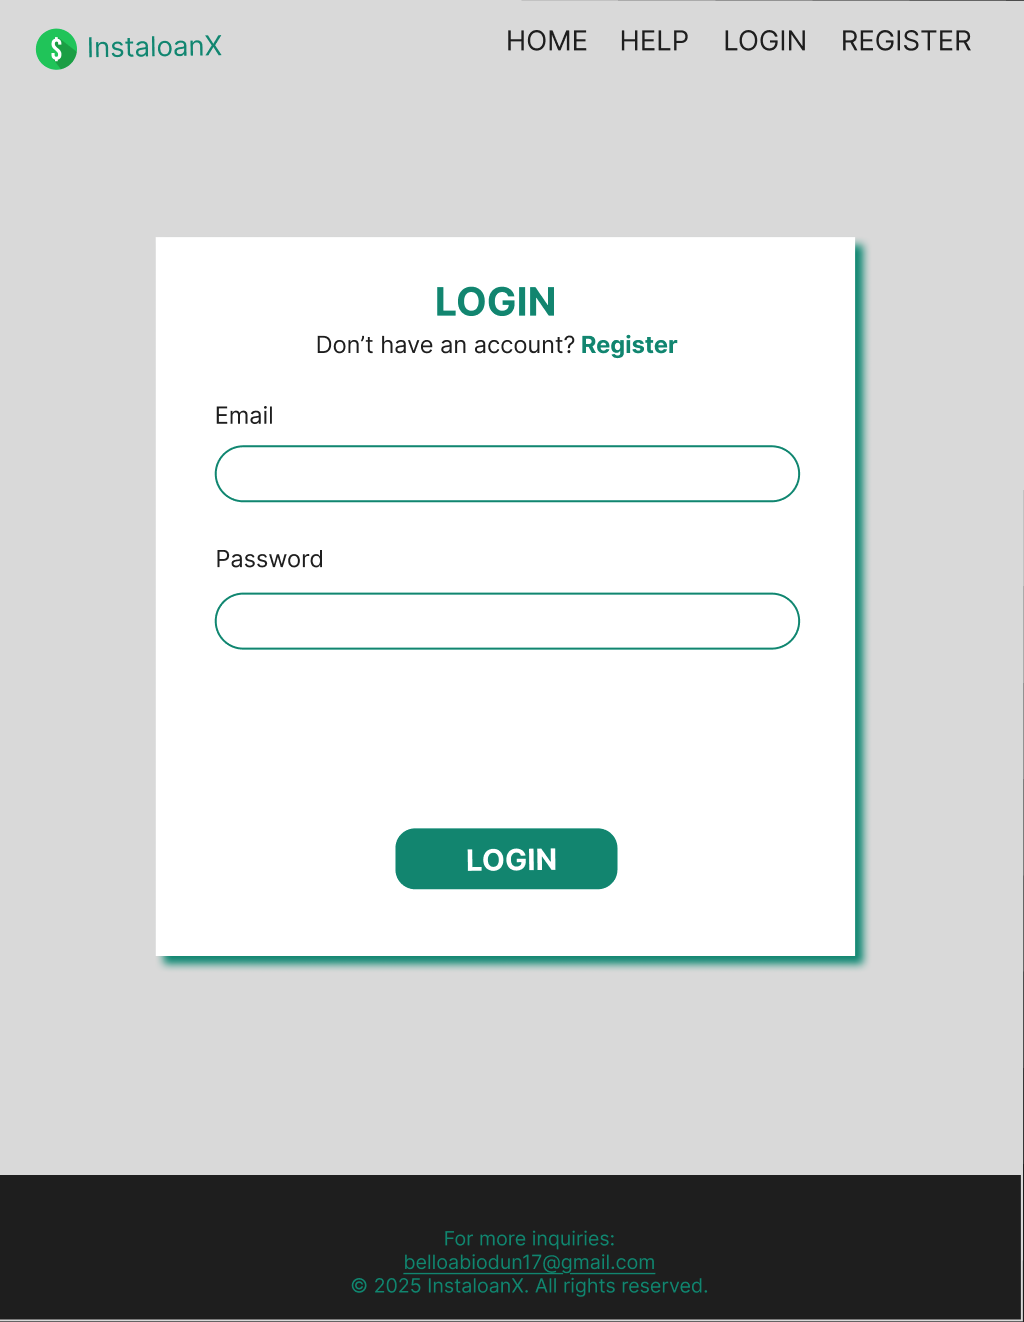 $ InstaloanX HOME HELP LOGIN REGISTER
LOGIN
Don’t have an account? Register
Email
Password
LOGIN
For more inquiries:
belloabiodun17@gmail.com
© 2025 InstaloanX. All rights reserved.